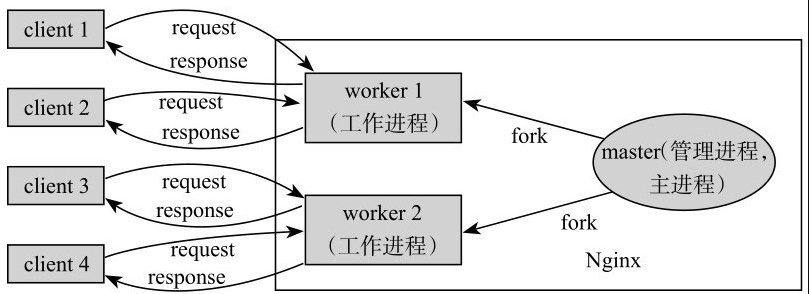 client 1
request
response
client 2
request
response
client 3
request
response
client 4
request
response
worker 1
（工作进程）
worker 2
（工作进程）
fork
fork
master（管理进程，
主进程）
Nginx